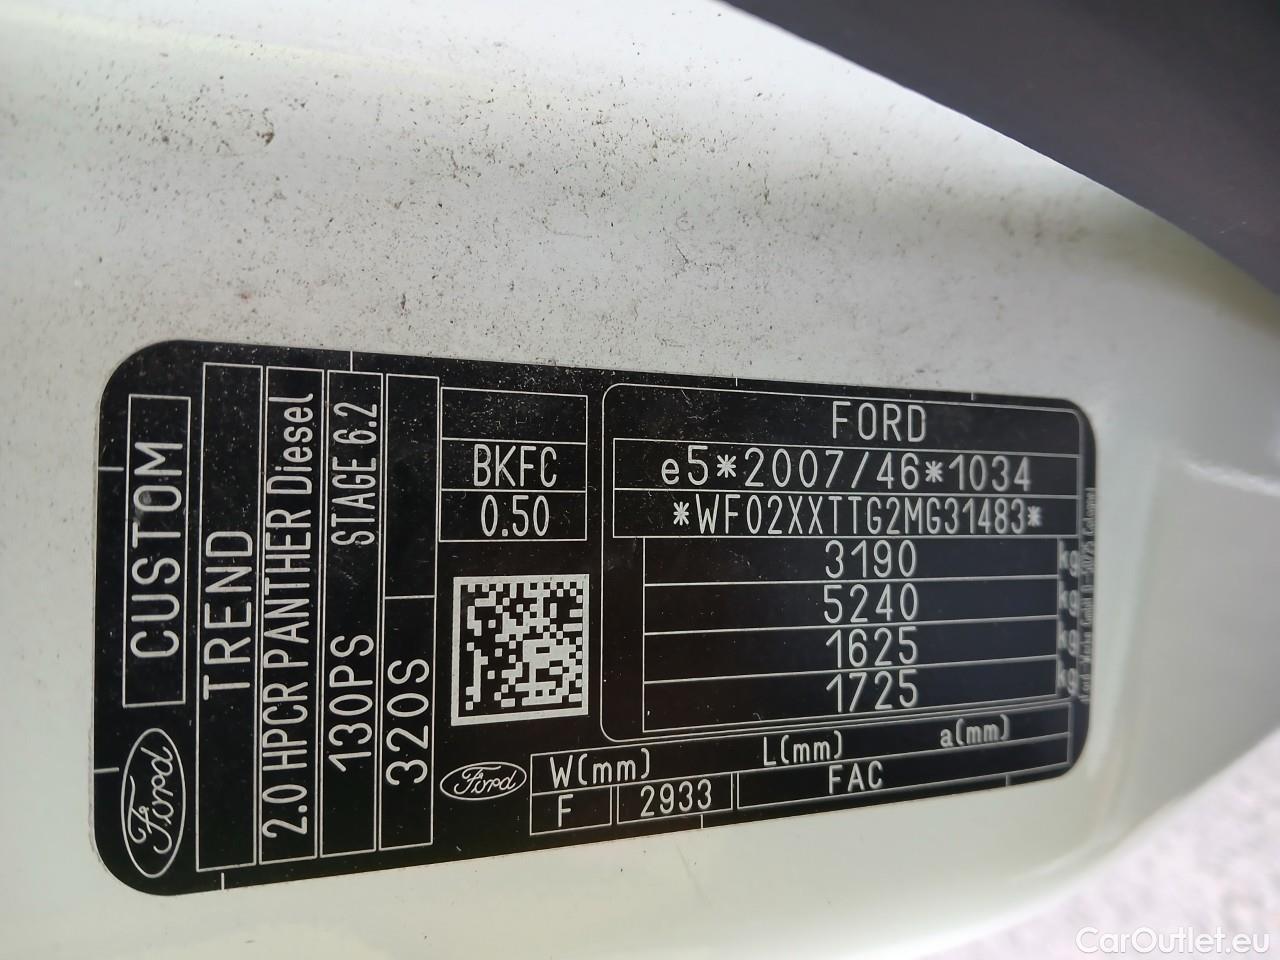 FORD
e5*2007/46*1034
*WF02XXTTG2MG31483*
3190 kg
5240 kg
1625 kg
1725 kg
BKFC
0.50
W(mm) L(mm) a(mm)
F 2933 FAC
Ford
Ford CUSTOM
TREND
2.0 HPCR PANTHER Diesel
130PS STAGE 6.2
320S
CarOutlet.eu